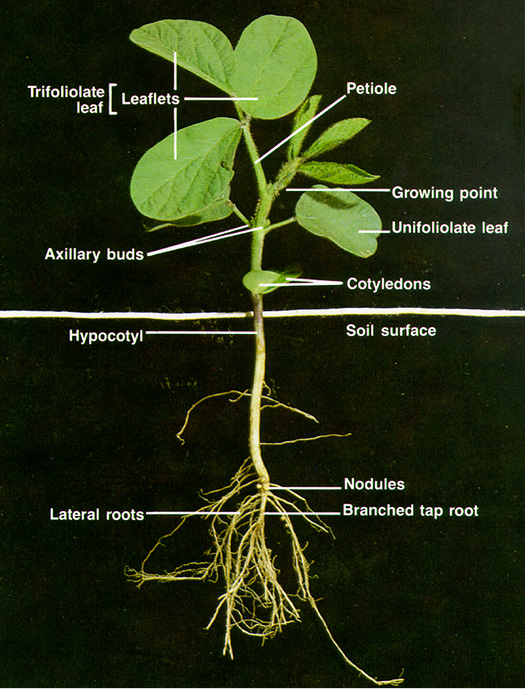 Trifoliolate
leaf
Leaflets
Petiole
Growing point
Unifoliolate leaf
Axillary buds
Cotyledons
Hypocotyl
Soil surface
Nodules
Lateral roots
Branched tap root